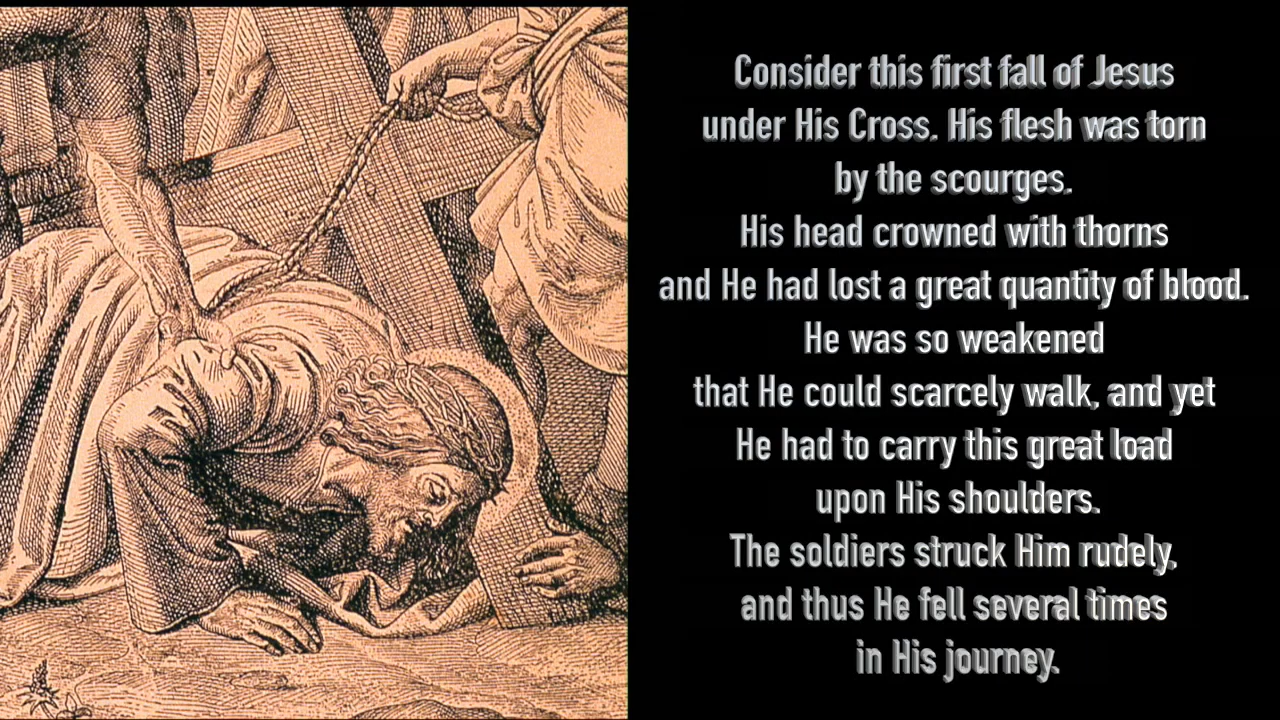 Consider this first fall of Jesus
under His Cross. His flesh was torn
by the scourges.
His head crowned with thorns
and He had lost a great quantity of blood.
He was so weakened
that He could scarcely walk, and yet
He had to carry this great load
upon His shoulders.
The soldiers struck Him rudely,
and thus He fell several times
in His journey.